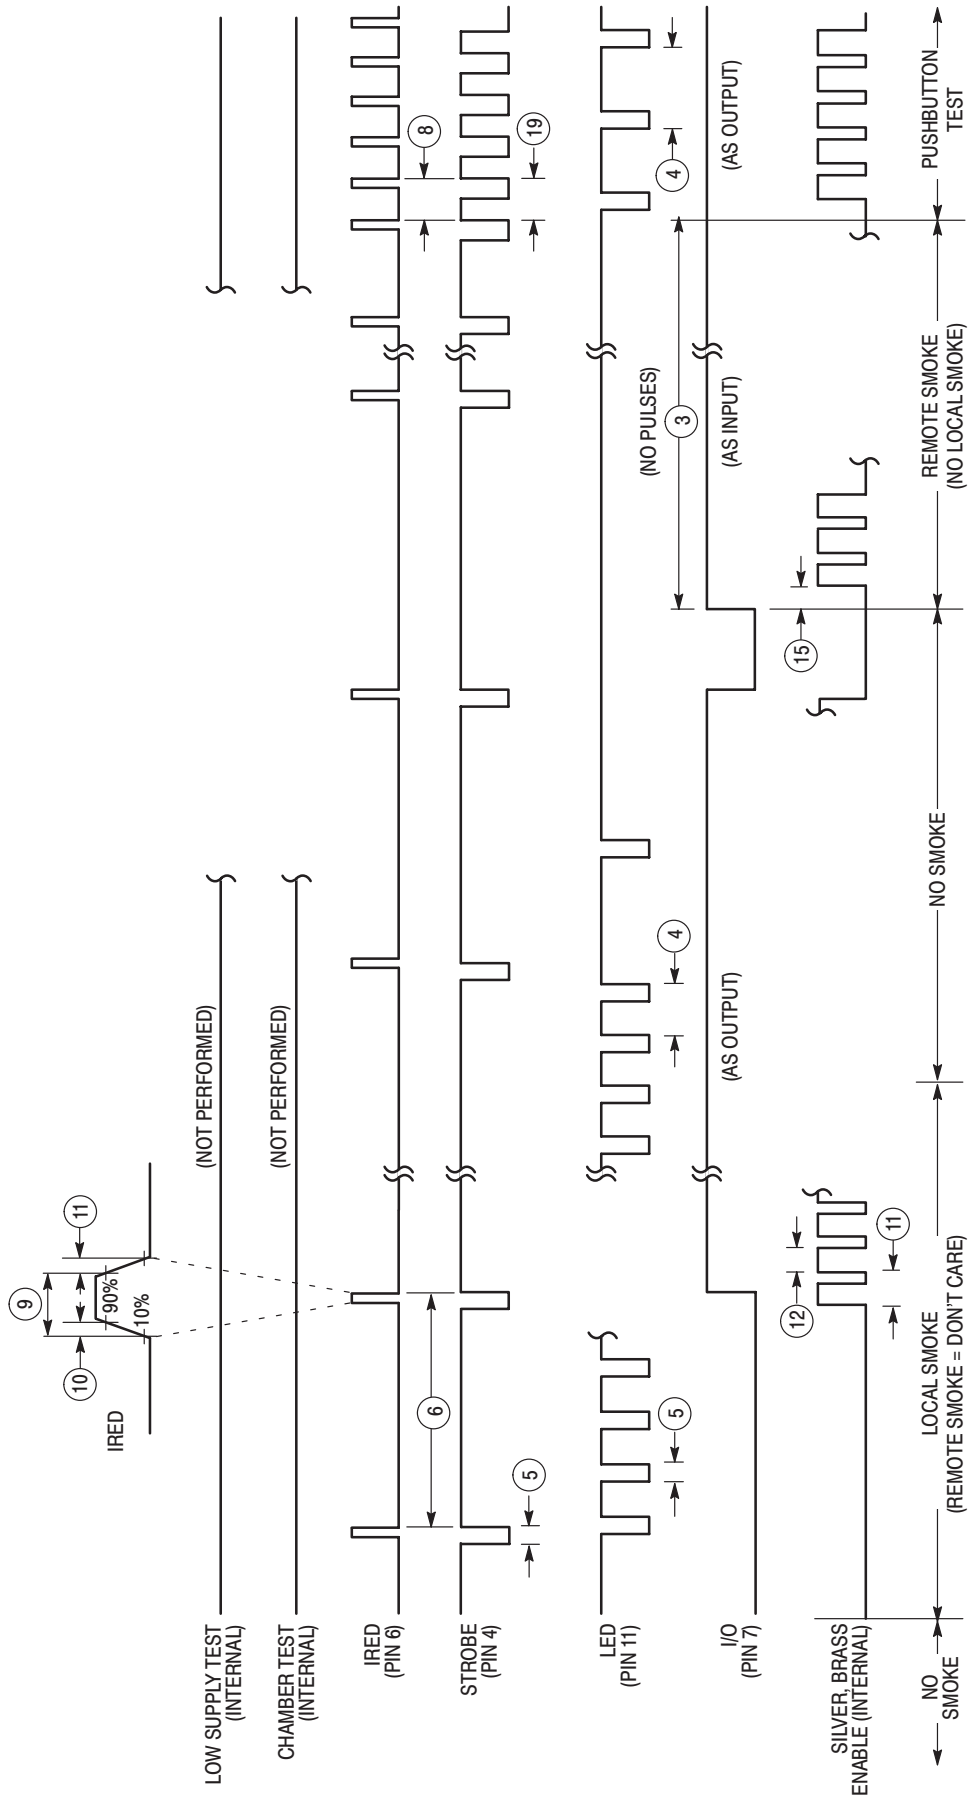 IRED
10
9
11
90%
10%
LOW SUPPLY TEST
(INTERNAL)
(NOT PERFORMED)
CHAMBER TEST
(INTERNAL)
(NOT PERFORMED)
IRED
(PIN 6)
6
8
STROBE
(PIN 4)
5
19
LED
(PIN 11)
5
4
(NO PULSES)
3
4
I/O
(PIN 7)
(AS OUTPUT)
(AS INPUT)
(AS OUTPUT)
SILVER, BRASS
ENABLE (INTERNAL)
12
11
15
NO
SMOKE
LOCAL SMOKE
(REMOTE SMOKE = DON'T CARE)
NO SMOKE
REMOTE SMOKE
(NO LOCAL SMOKE)
PUSHBUTTON
TEST